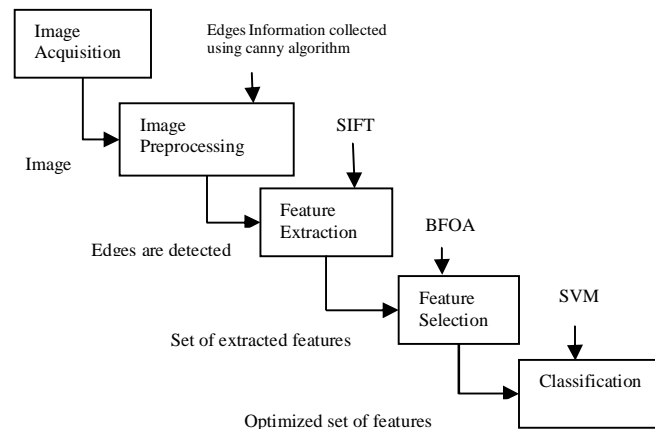 Image
Acquisition
Edges Information collected
using canny algorithm
Image
Preprocessing
SIFT
Image
Feature
Extraction
BFOA
Edges are detected
Feature
Selection
SVM
Set of extracted features
Classification
Optimized set of features